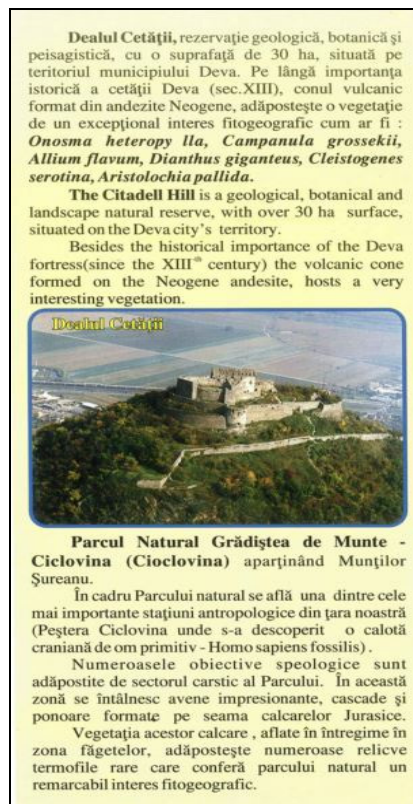 Dealul Cetăţii, rezervaţie geologică, botanică şi
peisagistică, cu o suprafaţă de 30 ha, situată pe
teritoriul municipiului Deva. Pe lângă importanţa
istorică a cetăţii Deva (sec.XIII), conul vulcanic
format din andezite Neogene, adăposteşte o vegetaţie
de un excepţional interes fitogeografic cum ar fi :
Onosma heteropy lla, Campanula grossekii,
Allium flavum, Dianthus giganteus, Cleistogenes
serotina, Aristolochia pallida.
The Citadell Hill is a geological, botanical and
landscape natural reserve, with over 30 ha surface,
situated on the Deva city's territory.
Besides the historical importance of the Deva
fortress(since the XIIIth century) the volcanic cone
formed on the Neogene andesite, hosts a very
interesting vegetation.
Dealul Cetăţii
Parcul Natural Grădiştea de Munte -
Ciclovina (Cioclovina) aparţinând Munţilor
Şureanu.
În cadru Parcului natural se află una dintre cele
mai importante staţiuni antropologice din ţara noastră
(Peştera Ciclovina unde s-a descoperit o calotă
craniană de om primitiv - Homo sapiens fossilis) .
Numeroasele obiective speologice sunt
adăpostite de sectorul carstic al Parcului. În această
zonă se întâlnesc avene impresionante, cascade şi
ponoare formate pe seama calcarelor Jurasice.
Vegetaţia acestor calcare , aflate în întregime în
zona făgetelor, adăposteşte numeroase relicve
termofile rare care conferă parcului natural un
remarcabil interes fitogeografic.